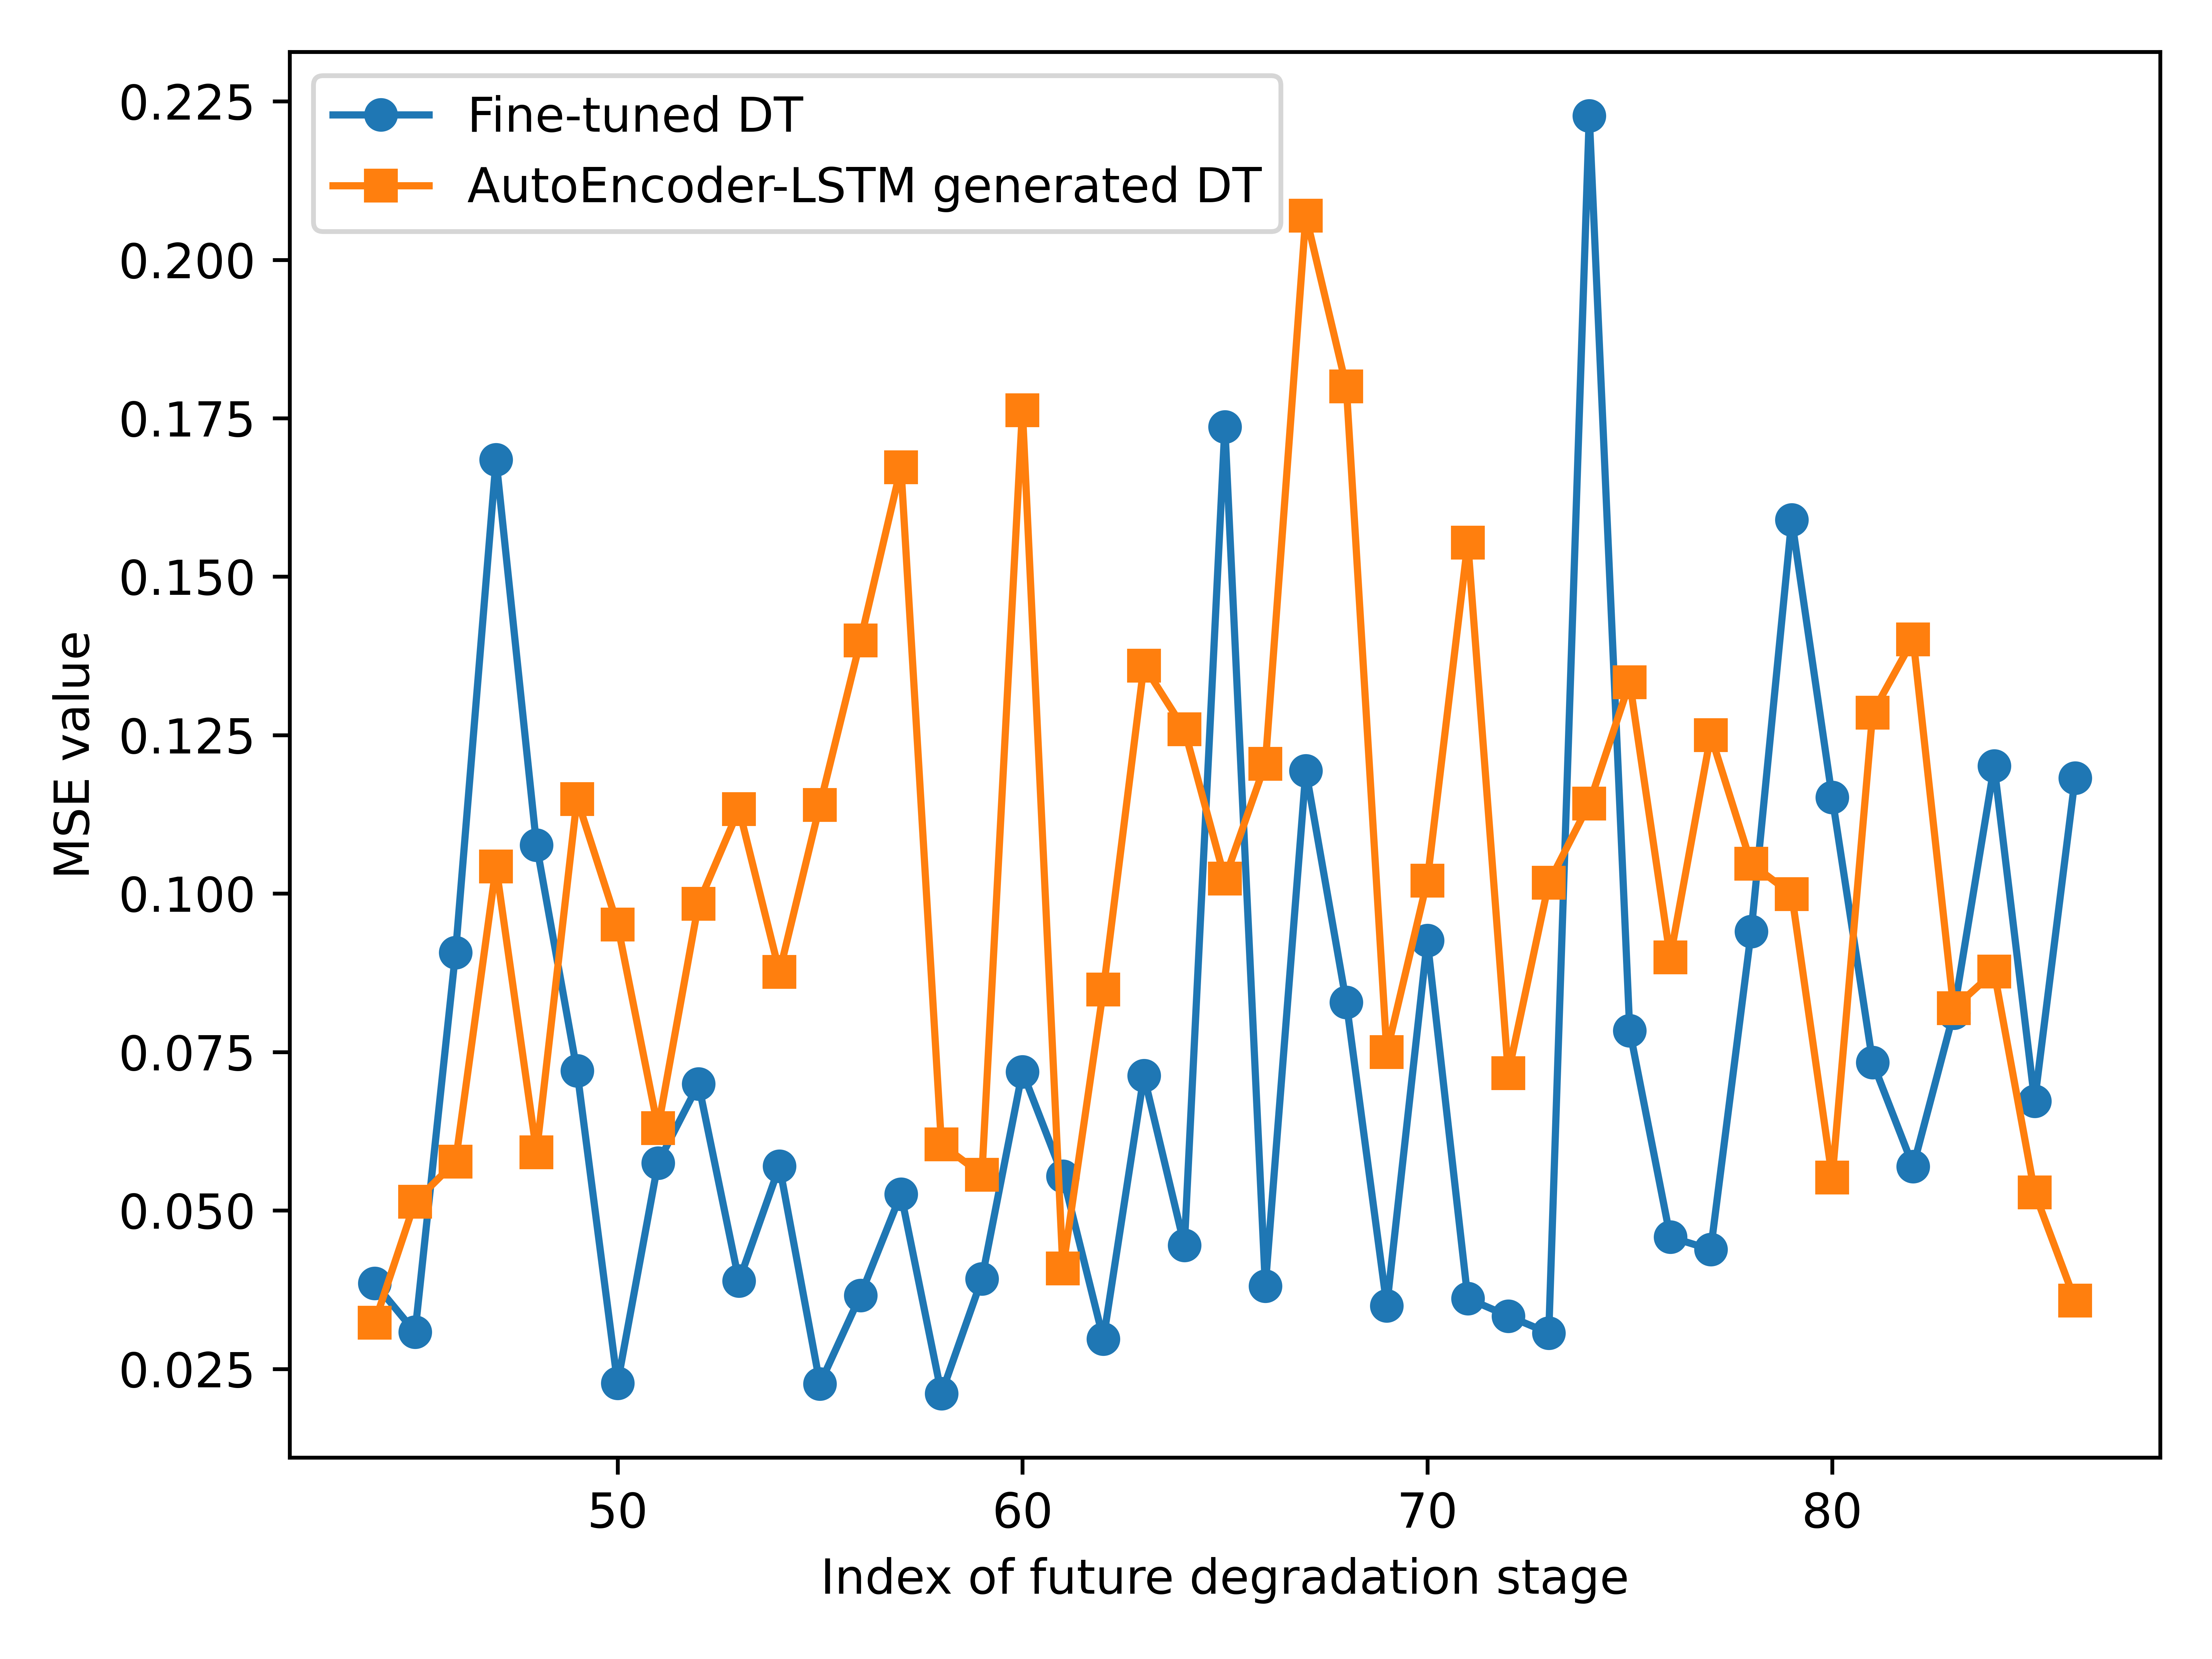 Fine-tuned DT
AutoEncoder-LSTM generated DT
0.225
0.200
0.175
0.150
0.125
0.100
0.075
0.050
0.025
MSE value
50 60 70 80
Index of future degradation stage